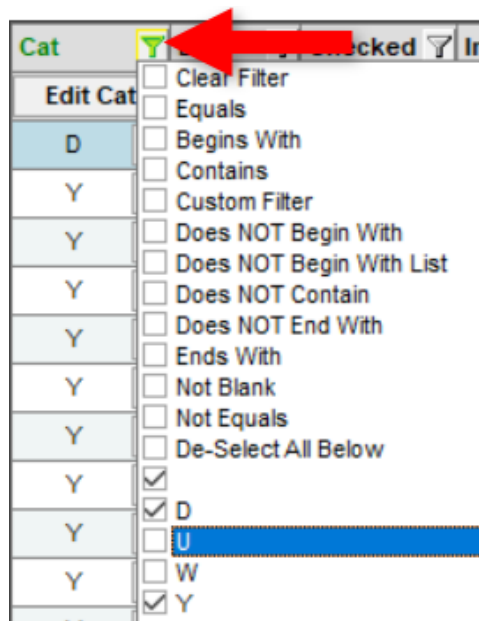 Cat
Checked
In
Edit Cat
D
Y
Y
Y
Y
Y
Y
Y
Y
Y
Clear Filter
Equals
Begins With
Contains
Custom Filter
Does NOT Begin With
Does NOT Begin With List
Does NOT Contain
Does NOT End With
Ends With
Not Blank
Not Equals
De-Select All Below
D
U
W
Y